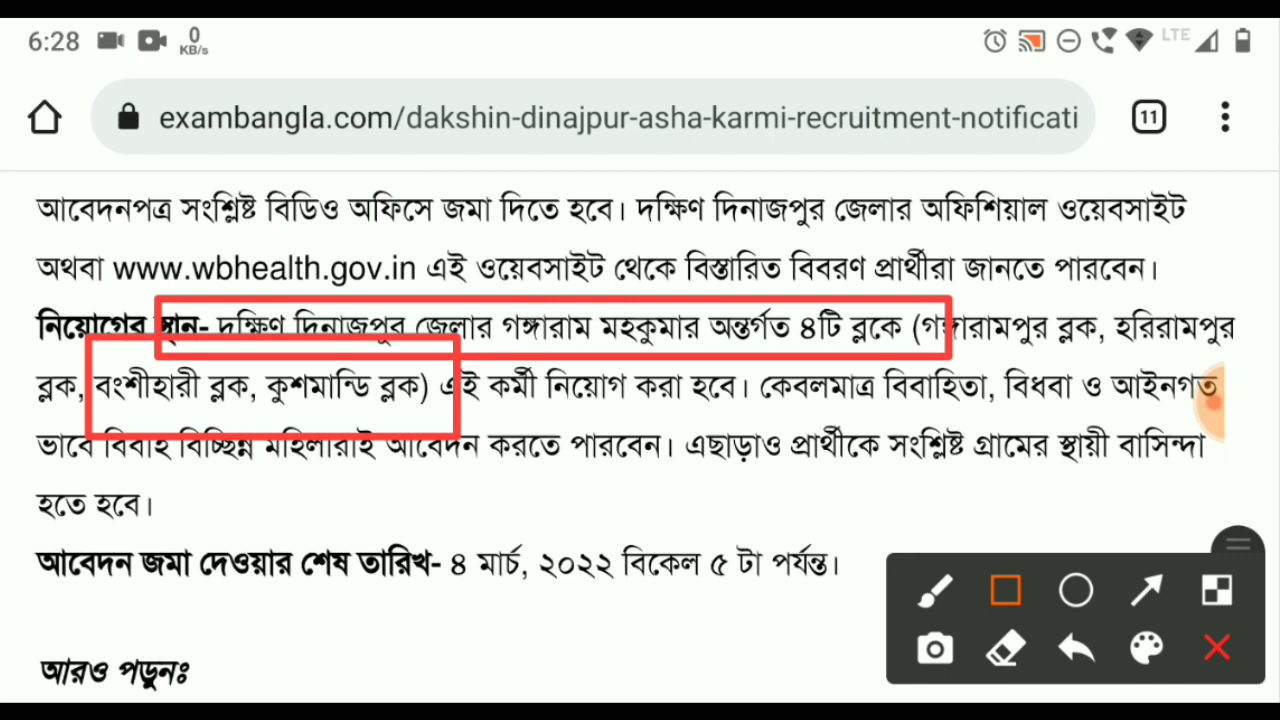 6:28 0 KB/s LTE
exambangla.com/dakshin-dinajpur-asha-karmi-recruitment-notificati 11
আবেদনপত্র সংশ্লিষ্ট বিডিও অফিসে জমা দিতে হবে। দক্ষিণ দিনাজপুর জেলার অফিশিয়াল ওয়েবসাইট
অথবা www.wbhealth.gov.in এই ওয়েবসাইট থেকে বিস্তারিত বিবরণ প্রার্থীরা জানতে পারবেন।
নিয়োগের স্থান- দক্ষিণ দিনাজপুর জেলার গঙ্গারাম মহকুমার অন্তর্গত ৪টি ব্লকে (গঙ্গারামপুর ব্লক, হরিরামপুর
ব্লক, বংশীহারী ব্লক, কুশমান্ডি ব্লক) এই কর্মী নিয়োগ করা হবে। কেবলমাত্র বিবাহিতা, বিধবা ও আইনগত
ভাবে বিবাহ বিচ্ছিন্ন মহিলারাই আবেদন করতে পারবেন। এছাড়াও প্রার্থীকে সংশ্লিষ্ট গ্রামের স্থায়ী বাসিন্দা
হতে হবে।
আবেদন জমা দেওয়ার শেষ তারিখ- ৪ মার্চ, ২০২২ বিকেল ৫ টা পর্যন্ত।
আরও পড়ুনঃ